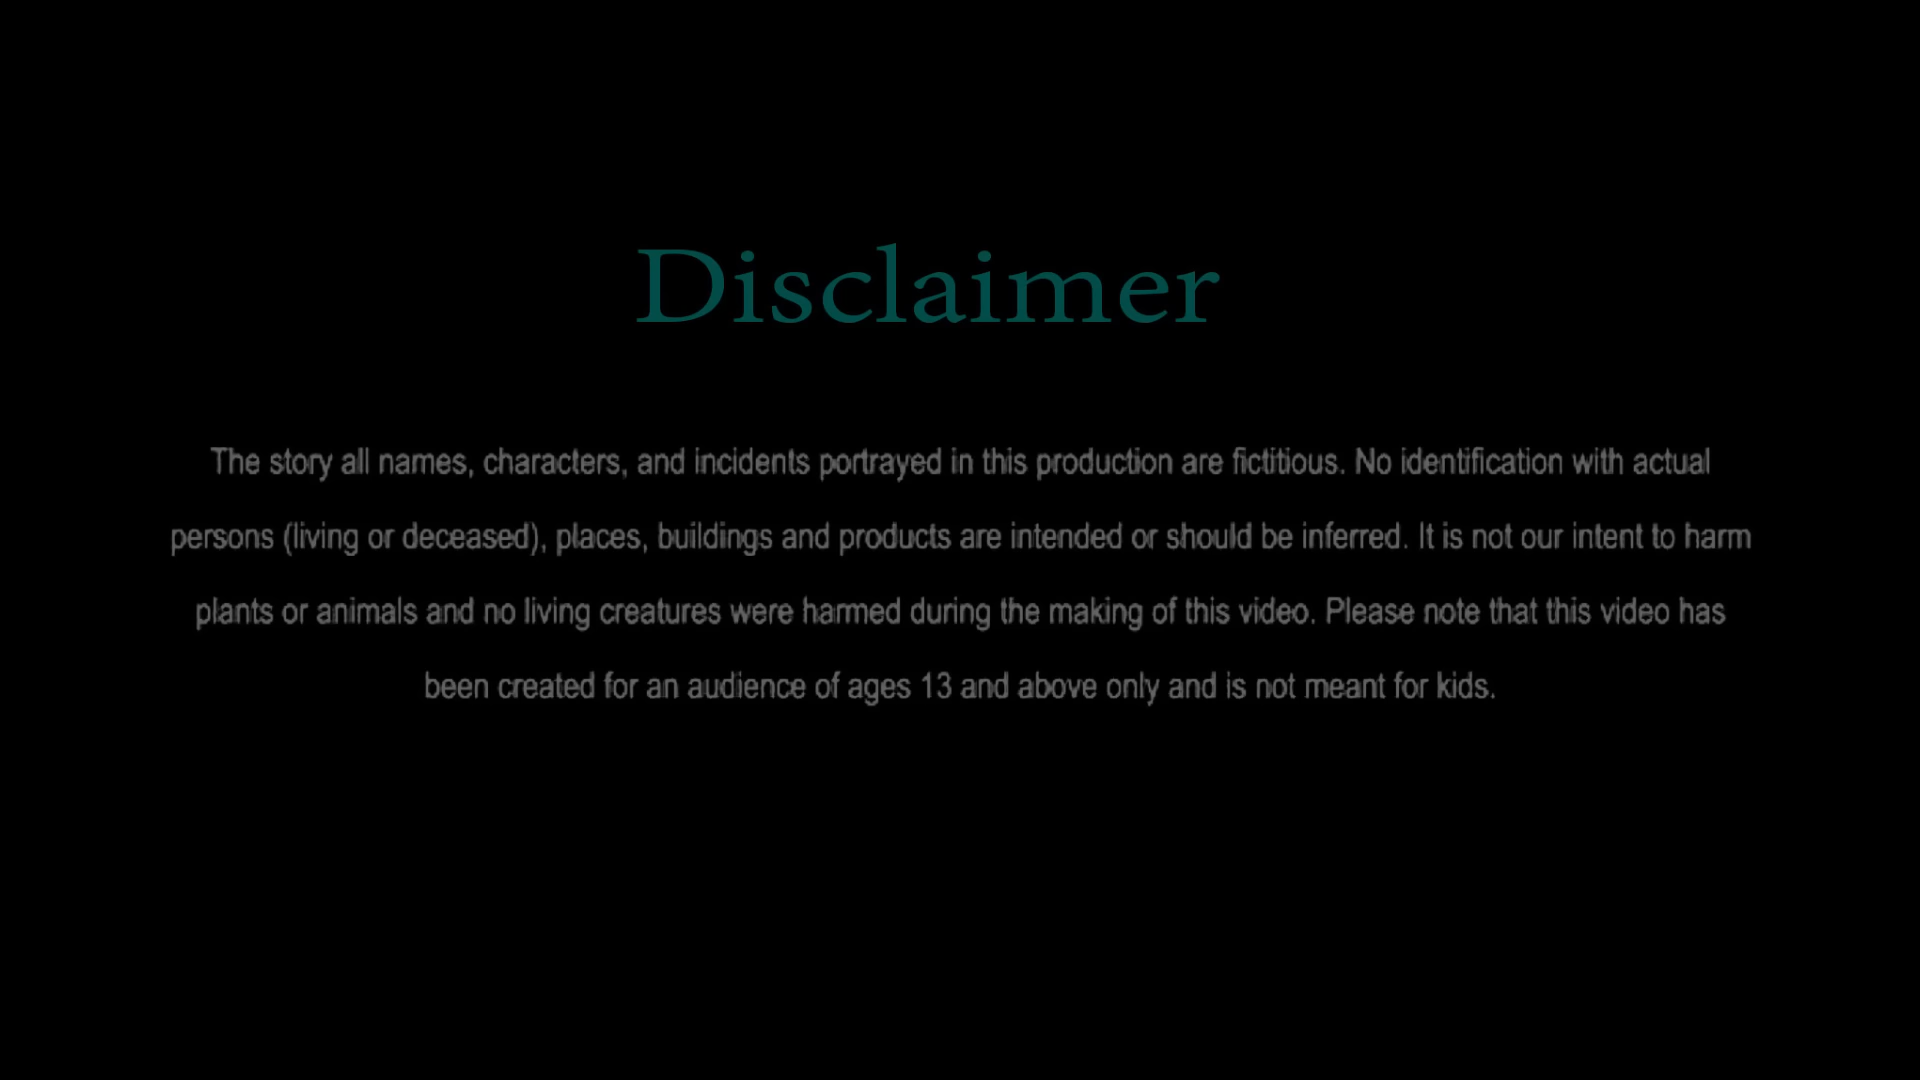 Disclaimer
The story all names, characters, and incidents portrayed in this production are fictitious. No identification with actual
persons (living or deceased), places, buildings and products are intended or should be inferred. It is not our intent to harm
plants or animals and no living creatures were harmed during the making of this video. Please note that this video has
been created for an audience of ages 13 and above only and is not meant for kids.